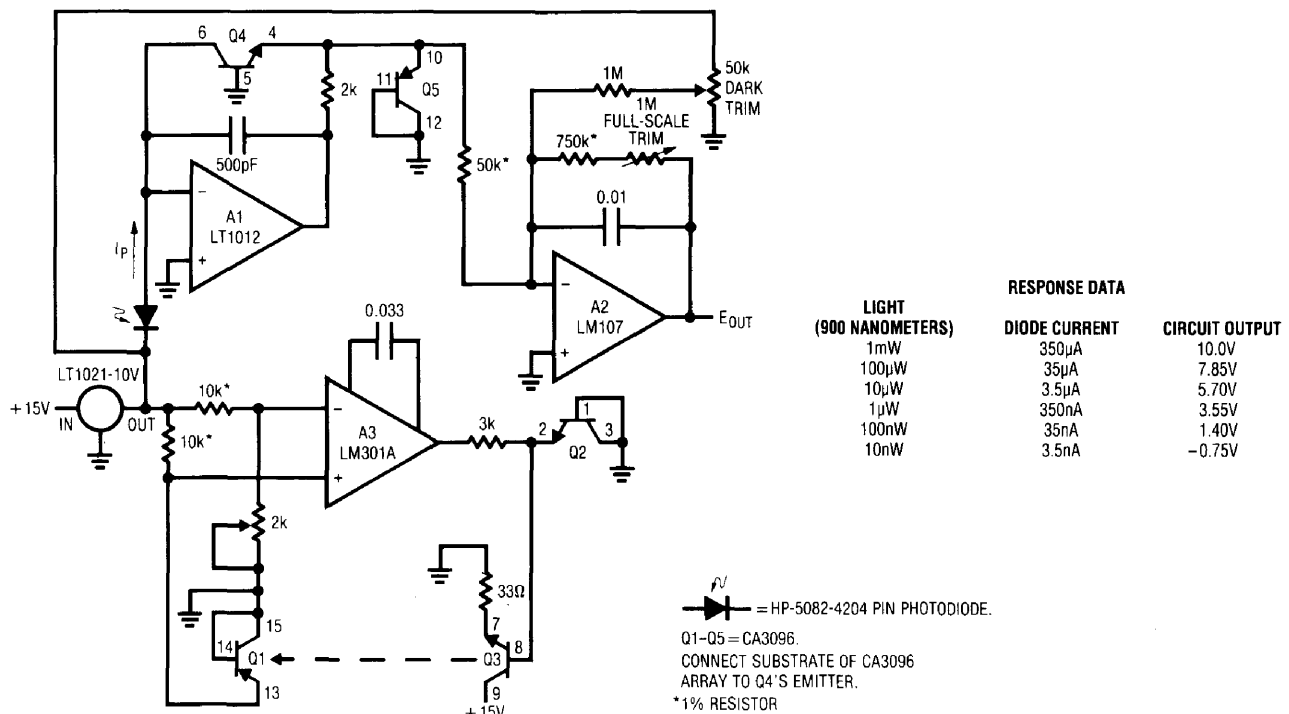 6 Q4 4
5
2k
10
11 Q5
12
500pF
50k*
1M
50k
DARK
TRIM
1M
FULL-SCALE
TRIM
750k*
0.01
−
A1
LT1012
+
IP
−
A2
LM107
+
EOUT
0.033
LT1021-10V
+15V
IN
OUT
10k*
10k*
−
A3
LM301A
+
3k
1
2
3
Q2
2k
33Ω
15
14
Q1
13
7
Q3
8
9
+15V
RESPONSE DATA
LIGHT
(900 NANOMETERS) DIODE CURRENT CIRCUIT OUTPUT
1mW 350µA 10.0V
100µW 35µA 7.85V
10µW 3.5µA 5.70V
1µW 350nA 3.55V
100nW 35nA 1.40V
10nW 3.5nA −0.75V
= HP-5082-4204 PIN PHOTODIODE.
Q1–Q5 = CA3096.
CONNECT SUBSTRATE OF CA3096
ARRAY TO Q4'S EMITTER.
*1% RESISTOR